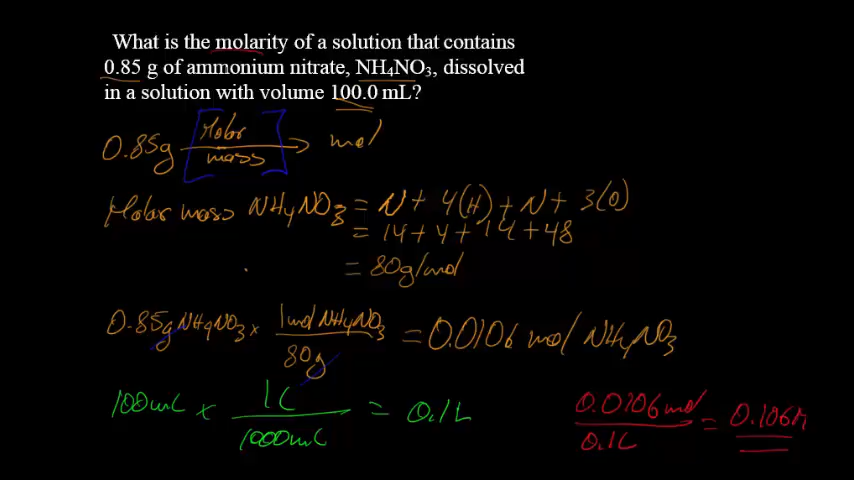 What is the molarity of a solution that contains
0.85 g of ammonium nitrate, NH₄NO₃, dissolved
in a solution with volume 100.0 mL?
0.85g Molar mass → mol
Molar mass NH₄NO₃ = N + 4(H) + N + 3(O)
= 14 + 4 + 14 + 48
= 80g/mol
0.85g NH₄NO₃ × 1mol NH₄NO₃ / 80g = 0.0106 mol NH₄NO₃
100mL × 1L / 1000mL = 0.1L
0.0106mol / 0.1L = 0.106M